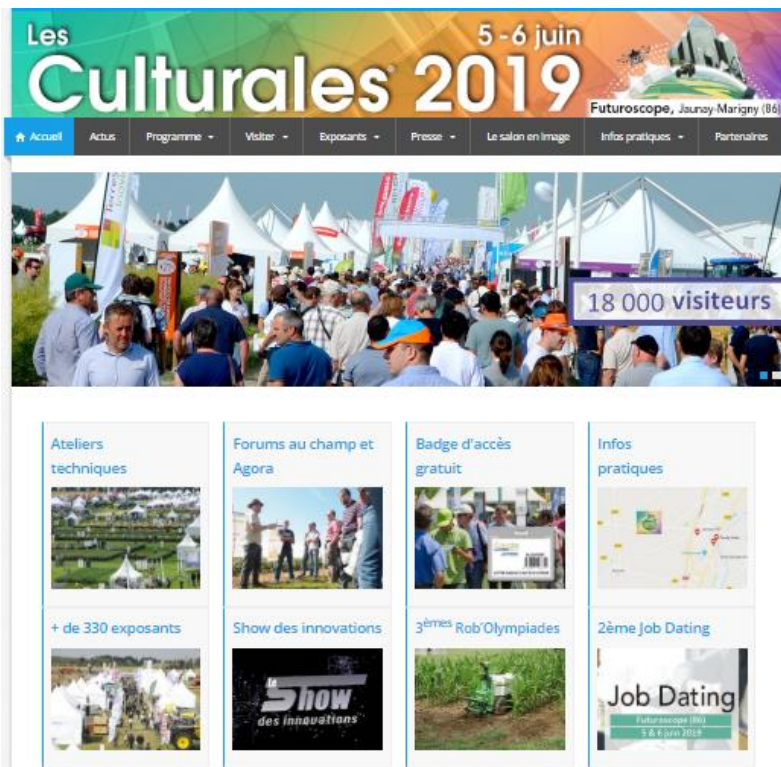 Les
5-6 juin
Culturales® 2019
Futuroscope, Jaunay-Marigny (86)
Accueil
Actus
Programme
Visiter
Exposants
Presse
Le salon en image
Infos pratiques
Partenaires
18 000 visiteurs
Ateliers
techniques
Forums au champ et
Agora
Badge d'accès
gratuit
Infos
pratiques
+ de 330 exposants
Show des innovations
3èmes Rob'Olympiades
2ème Job Dating
le
Show
des innovations
Job Dating
Futuroscope (86)
5 & 6 juin 2019